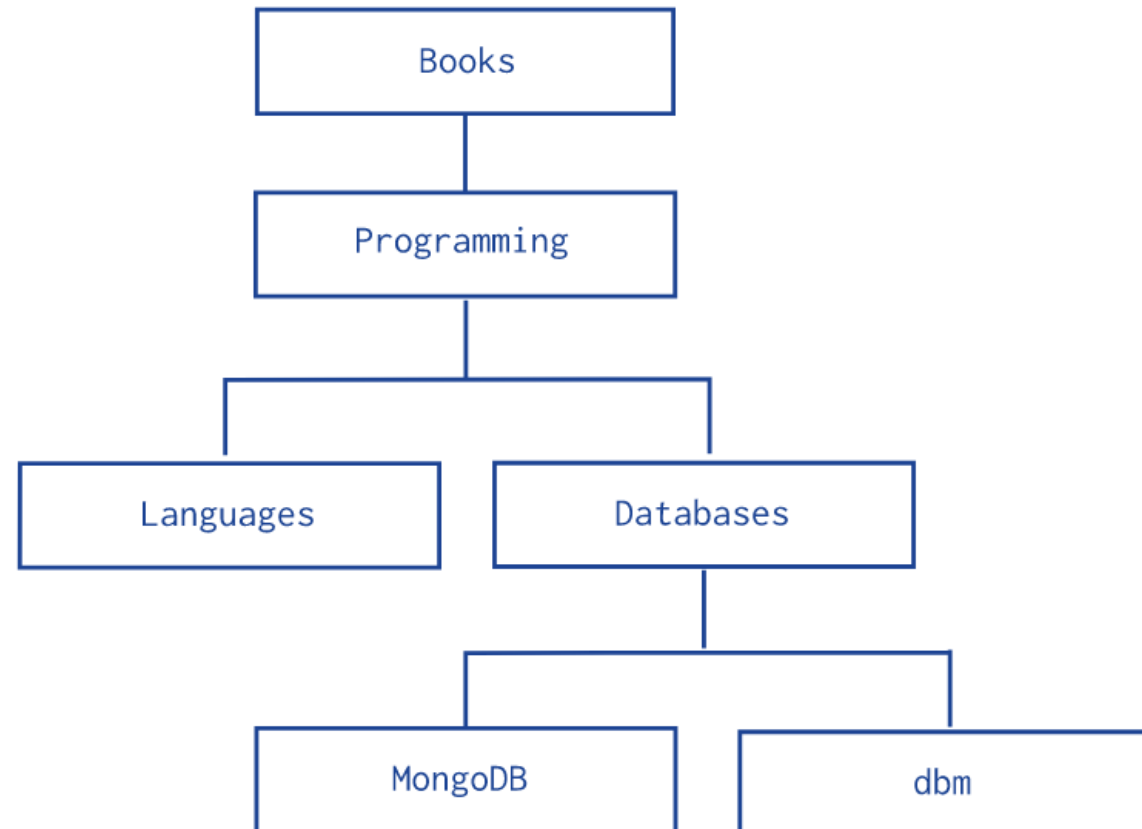 Books
Programming
Languages
Databases
MongoDB
dbm